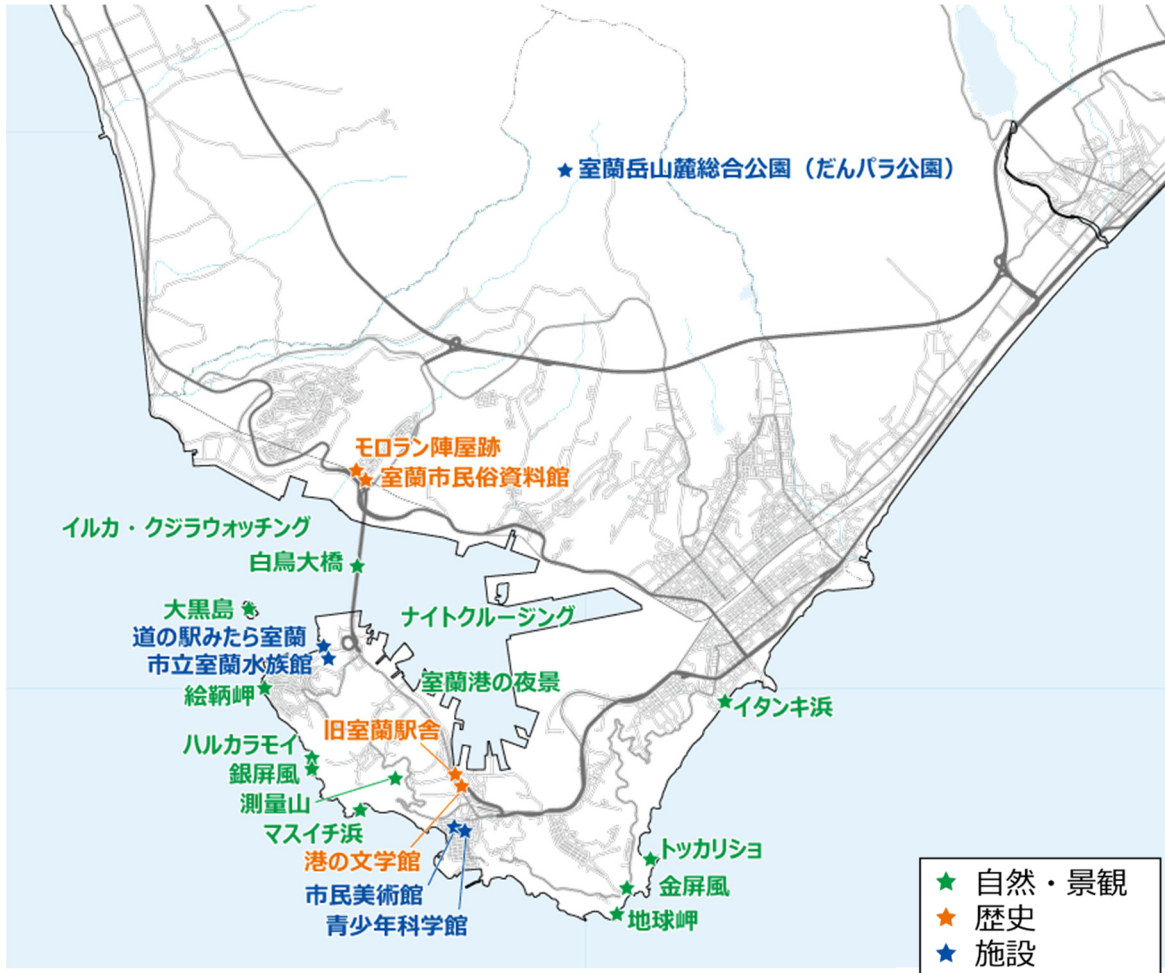 室蘭岳山麓総合公園（だんパラ公園）
モロラン陣屋跡
室蘭市民俗資料館
イルカ・クジラウォッチング
白鳥大橋
大黒島
ナイトクルージング
道の駅みたら室蘭
市立室蘭水族館
絵鞆岬
室蘭港の夜景
イタンキ浜
旧室蘭駅舎
ハルカラモイ
銀屏風
測量山
マスイチ浜
港の文学館
トッカリショ
市民美術館
金屏風
青少年科学館
地球岬
自然・景観
歴史
施設